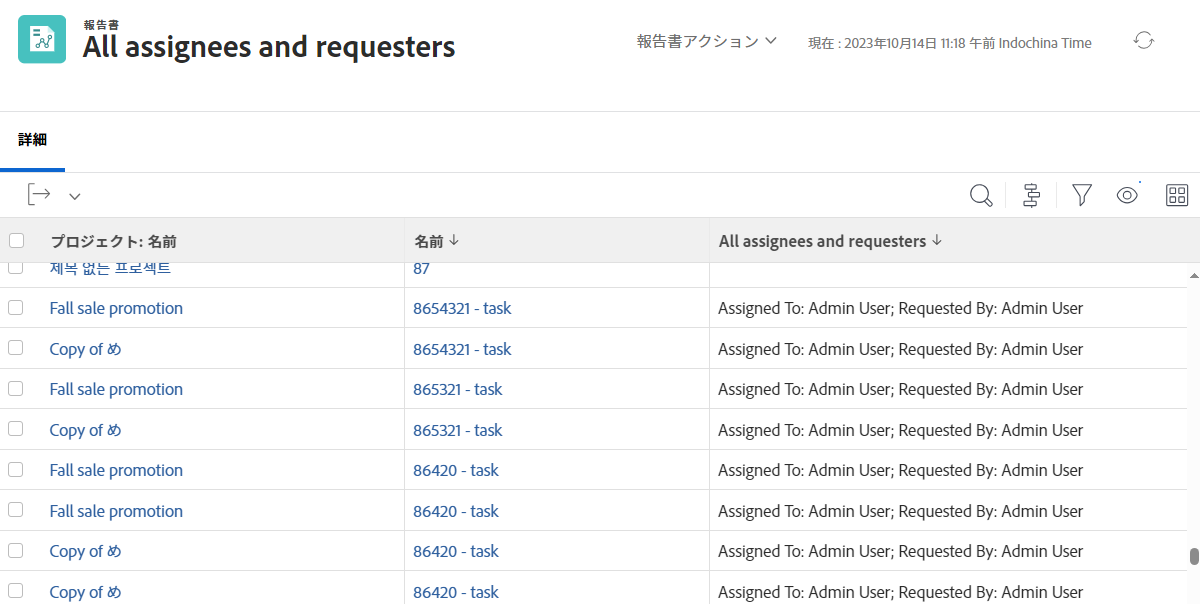 報告書
All assignees and requesters
報告書アクション
現在 : 2023年10月14日 11:18 午前 Indochina Time
詳細
プロジェクト: 名前 名前 All assignees and requesters
제목 없는 프로젝트 87
Fall sale promotion 8654321 - task Assigned To: Admin User; Requested By: Admin User
Copy of め 8654321 - task Assigned To: Admin User; Requested By: Admin User
Fall sale promotion 865321 - task Assigned To: Admin User; Requested By: Admin User
Copy of め 865321 - task Assigned To: Admin User; Requested By: Admin User
Fall sale promotion 86420 - task Assigned To: Admin User; Requested By: Admin User
Fall sale promotion 86420 - task Assigned To: Admin User; Requested By: Admin User
Copy of め 86420 - task Assigned To: Admin User; Requested By: Admin User
Copy of め 86420 - task Assigned To: Admin User; Requested By: Admin User